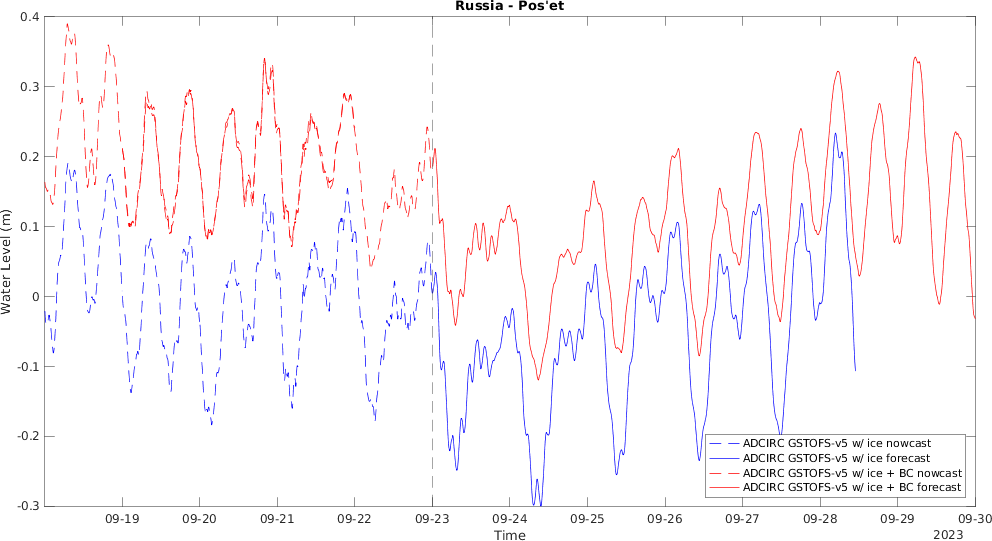 Russia - Pos'et
Water Level (m)
0.4
0.3
0.2
0.1
0
-0.1
-0.2
-0.3
ADCIRC GSTOFS-v5 w/ ice nowcast
ADCIRC GSTOFS-v5 w/ ice forecast
ADCIRC GSTOFS-v5 w/ ice + BC nowcast
ADCIRC GSTOFS-v5 w/ ice + BC forecast
09-19 09-20 09-21 09-22 09-23 09-24 09-25 09-26 09-27 09-28 09-29 09-30
Time
2023